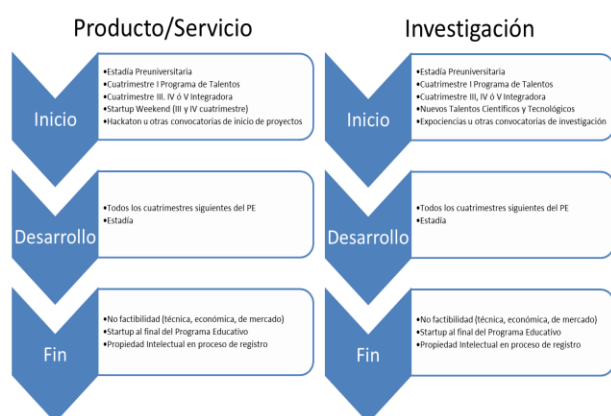 Producto/Servicio
Inicio
•Estadía Preuniversitaria
•Cuatrimestre I Programa de Talentos
•Cuatrimestre III. IV ó V Integradora
•Startup Weekend (III y IV cuatrimestre)
•Hackaton u otras convocatorias de inicio de proyectos
Desarrollo
•Todos los cuatrimestres siguientes del PE
•Estadía
Fin
•No factibilidad (técnica, económica, de mercado)
•Startup al final del Programa Educativo
•Propiedad Intelectual en proceso de registro
Investigación
Inicio
•Estadía Preuniversitaria
•Cuatrimestre I Programa de Talentos
•Cuatrimestre III, IV ó V Integradora
•Nuevos Talentos Científicos y Tecnológicos
•Expociencias u otras convocatorias de investigación
Desarrollo
•Todos los cuatrimestres siguientes del PE
•Estadía
Fin
•No factibilidad (técnica, económica, de mercado)
•Startup al final del Programa Educativo
•Propiedad Intelectual en proceso de registro